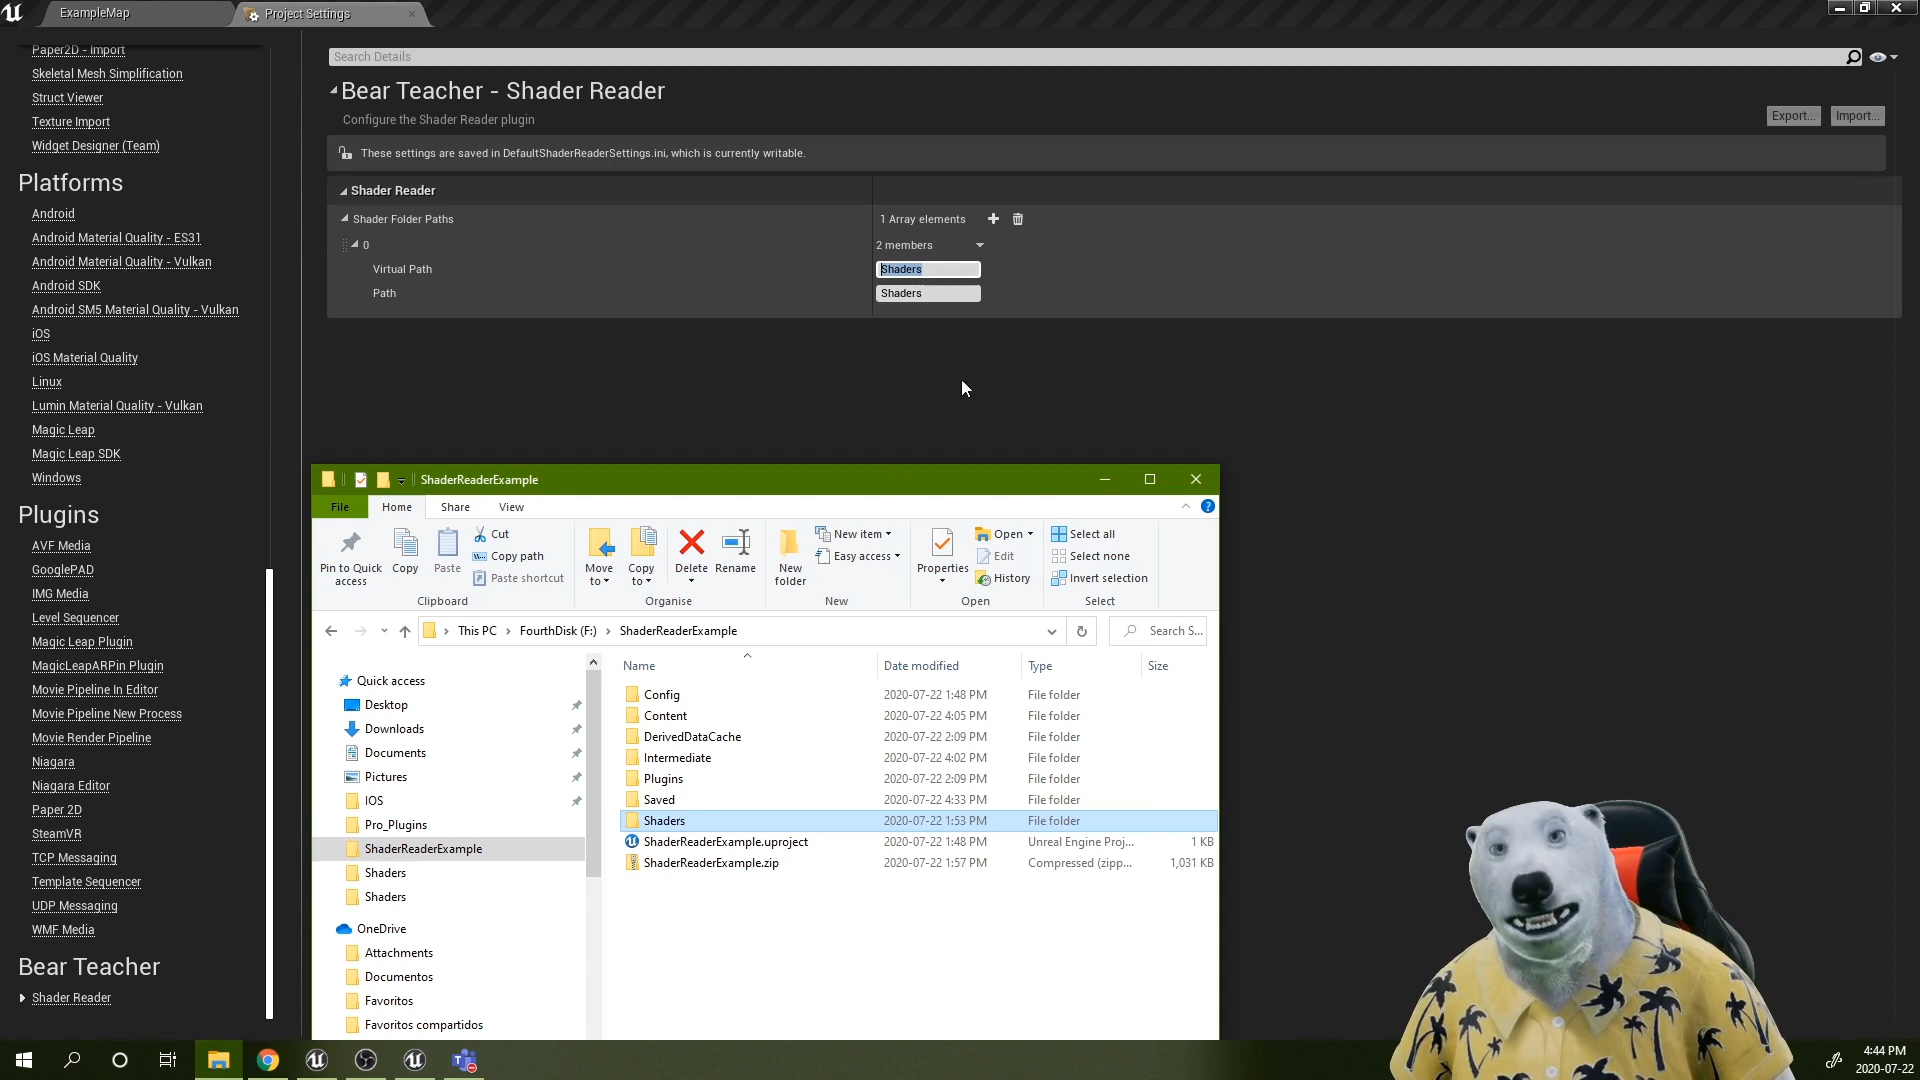 ExampleMap
Project Settings
Paper2D - Import
Skeletal Mesh Simplification
Struct Viewer
Texture Import
Widget Designer (Team)
Platforms
Android
Android Material Quality - ES31
Android Material Quality - Vulkan
Android SDK
Android SM5 Material Quality - Vulkan
iOS
iOS Material Quality
Linux
Lumin Material Quality - Vulkan
Magic Leap
Magic Leap SDK
Windows
Plugins
AVF Media
GooglePAD
IMG Media
Level Sequencer
Magic Leap Plugin
MagicLeapARPin Plugin
Movie Pipeline In Editor
Movie Pipeline New Process
Movie Render Pipeline
Niagara
Niagara Editor
Paper 2D
SteamVR
TCP Messaging
Template Sequencer
UDP Messaging
WMF Media
Bear Teacher
Shader Reader
Search Details
Bear Teacher - Shader Reader
Configure the Shader Reader plugin
Export...
Import...
These settings are saved in DefaultShaderReaderSettings.ini, which is currently writable.
Shader Reader
Shader Folder Paths
1 Array elements
0
2 members
Virtual Path
Shaders
Path
Shaders
ShaderReaderExample
File
Home
Share
View
Pin to Quick access
Copy
Paste
Cut
Copy path
Paste shortcut
Clipboard
Move to
Copy to
Delete
Rename
Organise
New folder
New item
Easy access
New
Properties
Open
Edit
History
Open
Select all
Select none
Invert selection
Select
This PC
FourthDisk (F:)
ShaderReaderExample
Search S...
Quick access
Desktop
Downloads
Documents
Pictures
IOS
Pro_Plugins
ShaderReaderExample
Shaders
Shaders
OneDrive
Attachments
Documentos
Favoritos
Favoritos compartidos
Name Date modified Type Size
Config 2020-07-22 1:48 PM File folder
Content 2020-07-22 4:05 PM File folder
DerivedDataCache 2020-07-22 2:09 PM File folder
Intermediate 2020-07-22 4:02 PM File folder
Plugins 2020-07-22 2:09 PM File folder
Saved 2020-07-22 4:33 PM File folder
Shaders 2020-07-22 1:53 PM File folder
ShaderReaderExample.uproject 2020-07-22 1:48 PM Unreal Engine Proj... 1 KB
ShaderReaderExample.zip 2020-07-22 1:57 PM Compressed (zipp... 1,031 KB
4:44 PM
2020-07-22